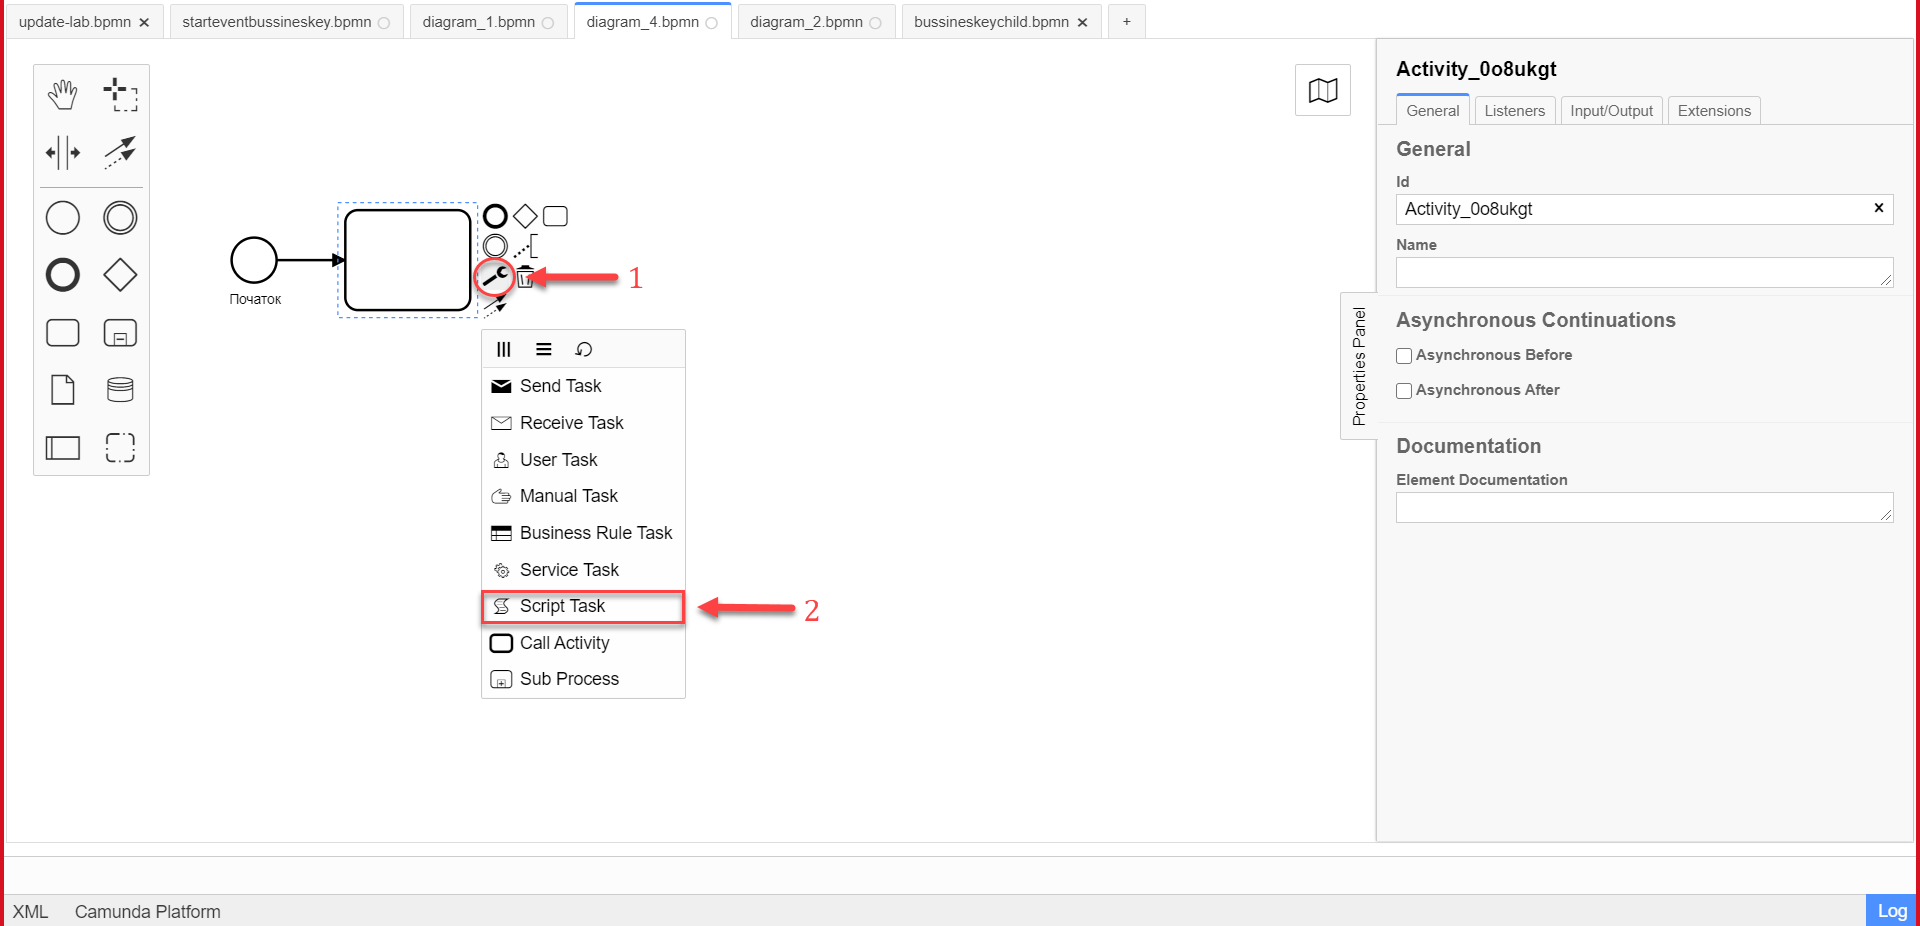 update-lab.bpmn
starteventbussineskey.bpmn
diagram_1.bpmn
diagram_4.bpmn
diagram_2.bpmn
bussineskeychild.bpmn
+
Початок
1
Send Task
Receive Task
User Task
Manual Task
Business Rule Task
Service Task
Script Task
2
Call Activity
Sub Process
Properties Panel
Activity_0o8ukgt
General
Listeners
Input/Output
Extensions
General
Id
Activity_0o8ukgt
Name
Asynchronous Continuations
Asynchronous Before
Asynchronous After
Documentation
Element Documentation
XML
Camunda Platform
Log